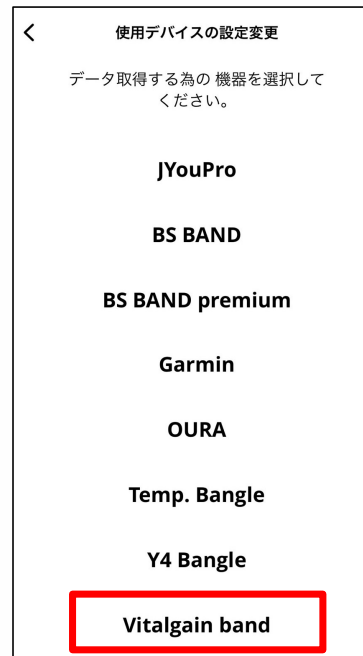 使用デバイスの設定変更
データ取得する為の 機器を選択して
ください。
JYouPro
BS BAND
BS BAND premium
Garmin
OURA
Temp. Bangle
Y4 Bangle
Vitalgain band